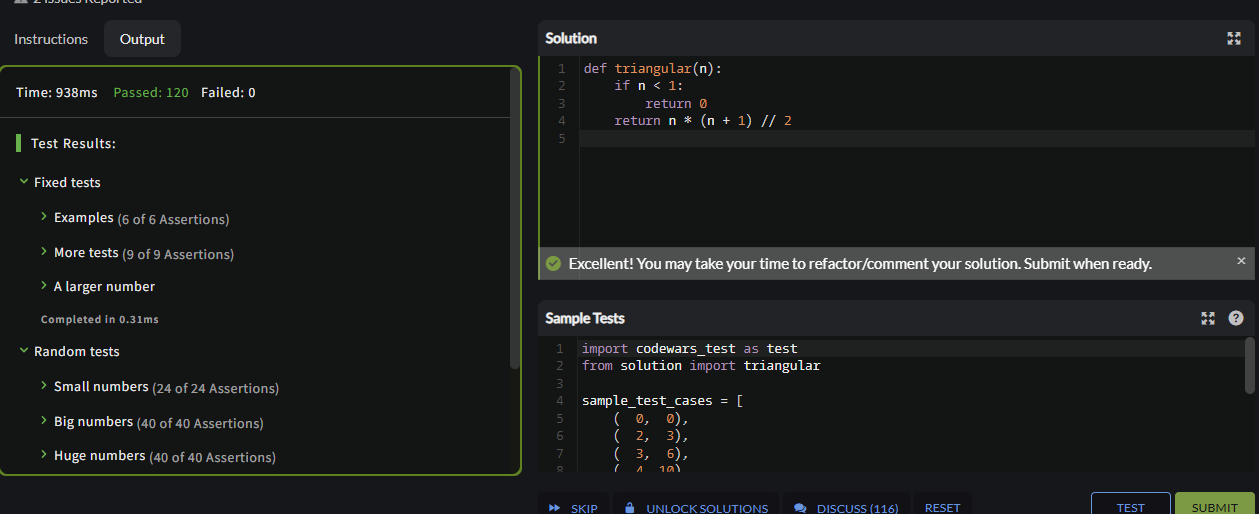 2 Issues Reported
Instructions
Output
Time: 938ms Passed: 120 Failed: 0
Test Results:
Fixed tests
Examples (6 of 6 Assertions)
More tests (9 of 9 Assertions)
A larger number
Completed in 0.31ms
Random tests
Small numbers (24 of 24 Assertions)
Big numbers (40 of 40 Assertions)
Huge numbers (40 of 40 Assertions)
Solution
1 def triangular(n):
2 if n < 1:
3 return 0
4 return n * (n + 1) // 2
5
Excellent! You may take your time to refactor/comment your solution. Submit when ready.
Sample Tests
1 import codewars_test as test
2 from solution import triangular
3
4 sample_test_cases = [
5 ( 0, 0),
6 ( 2, 3),
7 ( 3, 6),
8 ( 4, 10)
SKIP
UNLOCK SOLUTIONS
DISCUSS (116)
RESET
TEST
SUBMIT